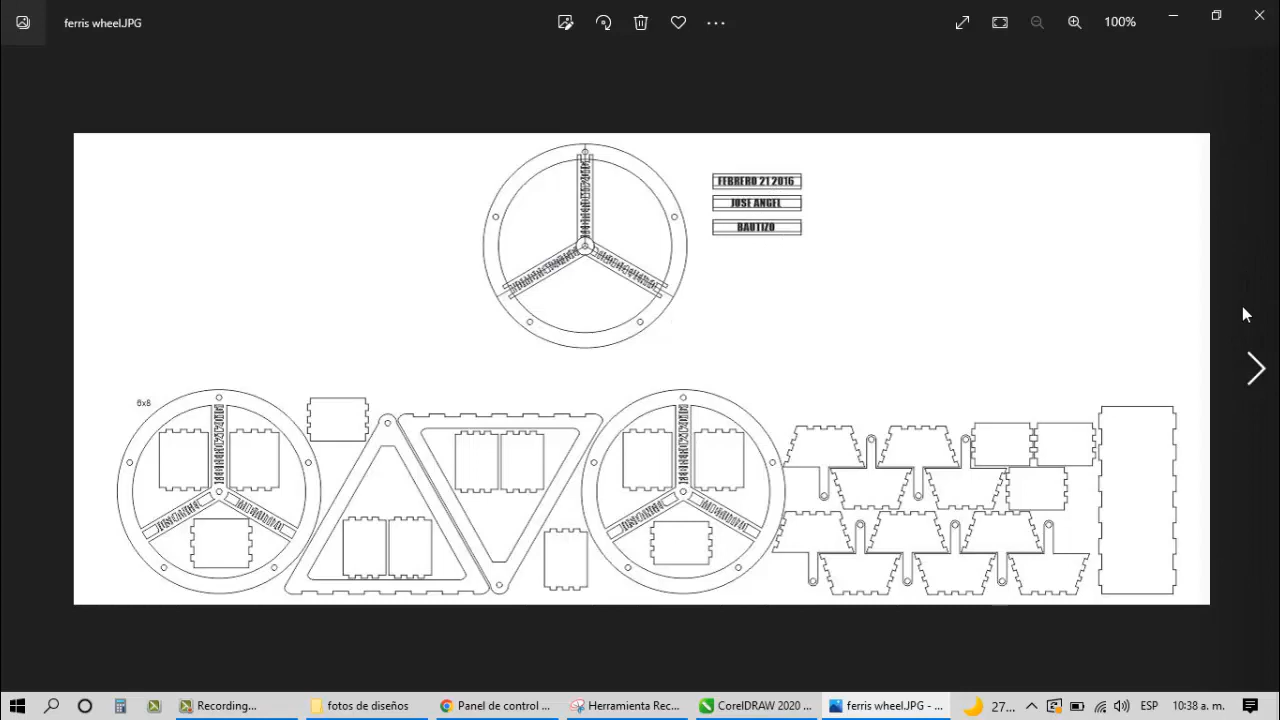 ferris wheel.JPG
100%
FEBRERO 21 2016
JOSE ANGEL
BAUTIZO
6x8
Recording...
fotos de diseños
Panel de control ...
Herramienta Rec...
CorelDRAW 2020 ...
ferris wheel.JPG - ...
27...
ESP
10:38 a. m.